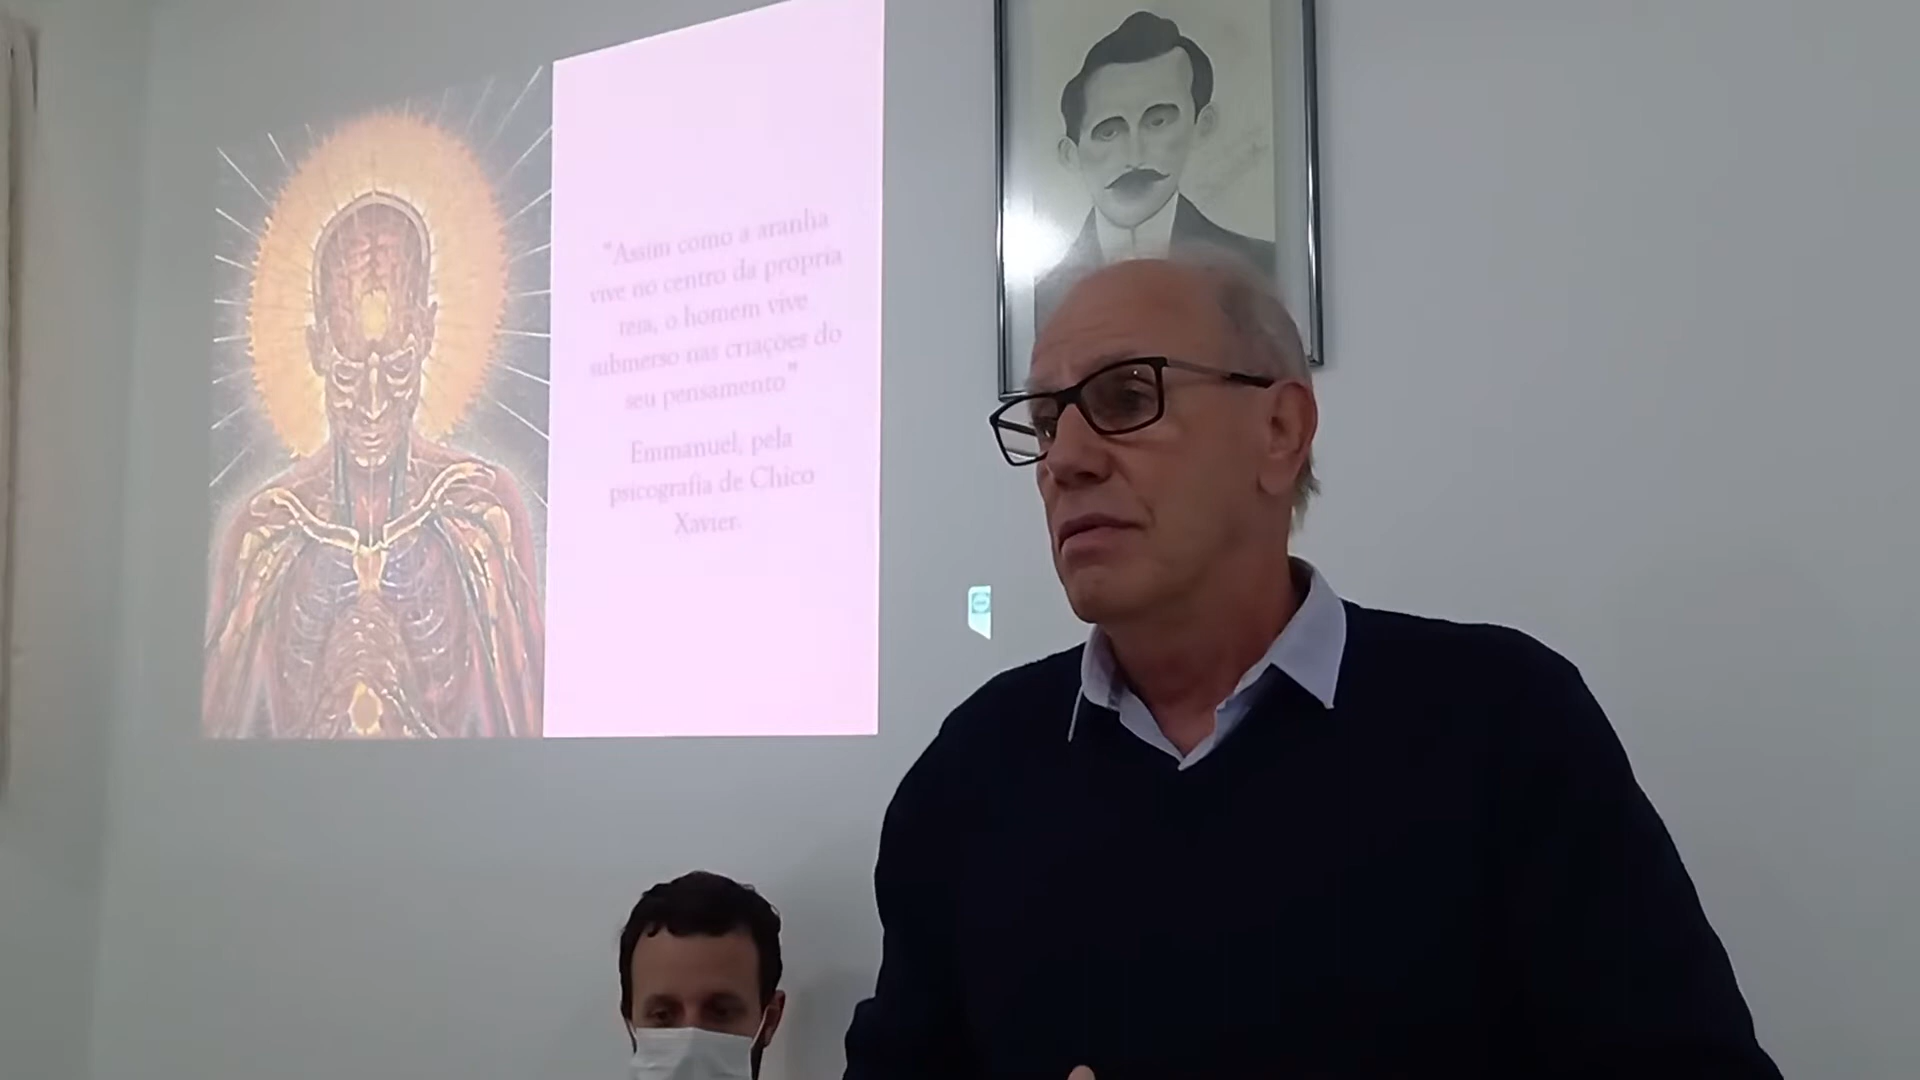 "Assim como a aranha
vive no centro da propria
teia, o homem vive
submerso nas criações do
seu pensamento"
Emmanuel, pela
psicografia de Chico
Xavier.